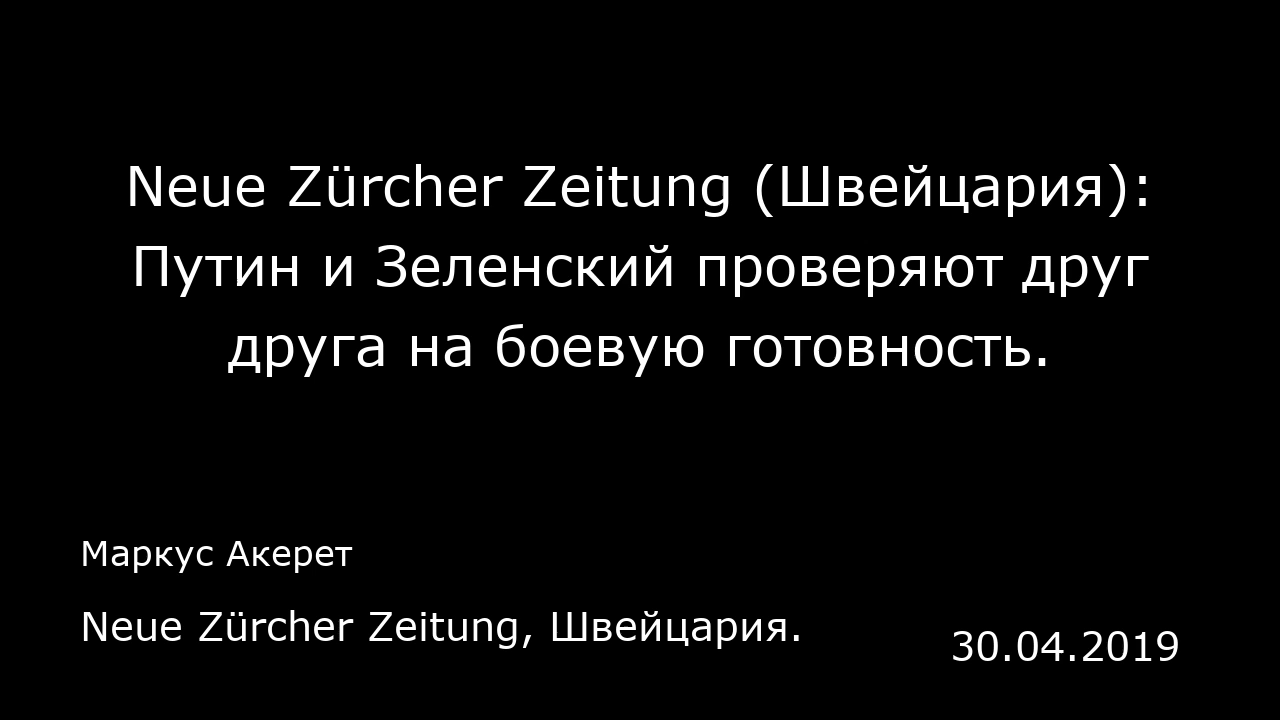 Neue Zürcher Zeitung (Швейцария):
Путин и Зеленский проверяют друг
друга на боевую готовность.
Маркус Акерет
Neue Zürcher Zeitung, Швейцария.
30.04.2019